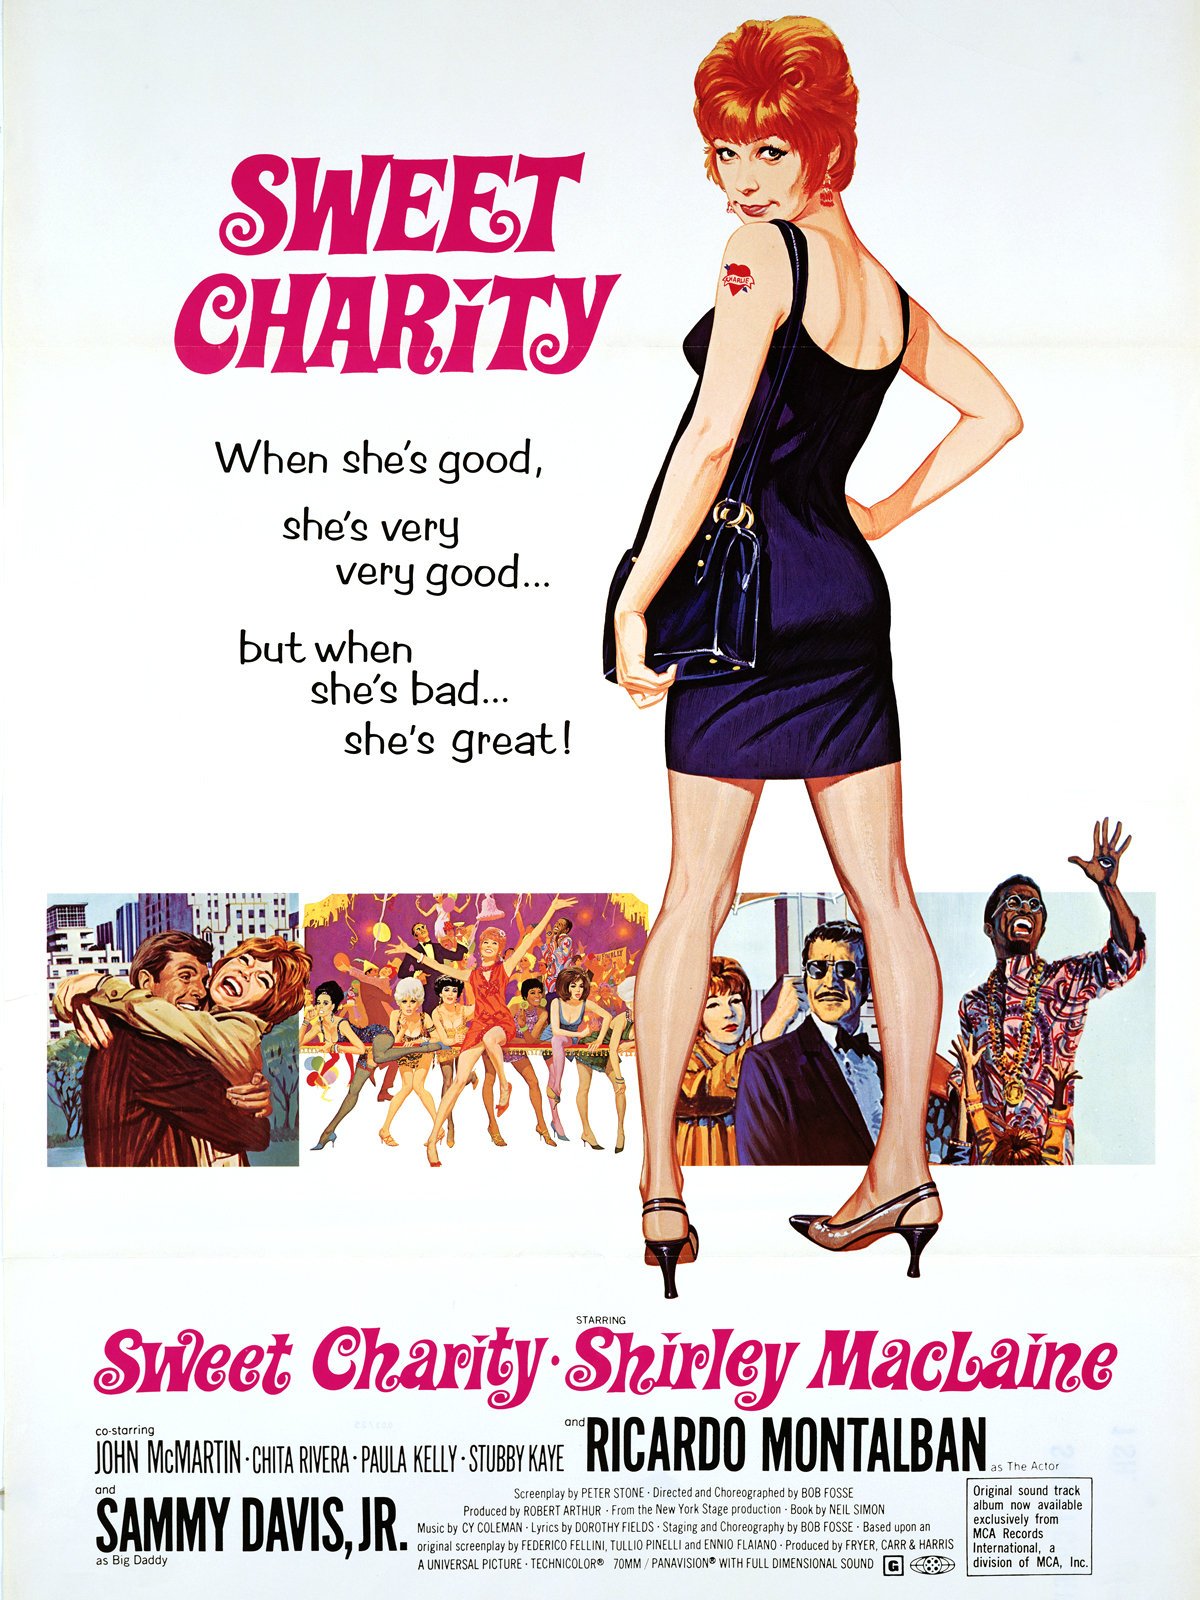 SWEET
CHARiTY
When she's good,
she's very
very good...
but when
she's bad...
she's great!
CHARLIE
STARRING
Sweet Charity · Shirley MacLaine
co-starring
JOHN McMARTIN · CHITA RIVERA · PAULA KELLY · STUBBY KAYE
and RICARDO MONTALBAN as The Actor
and
SAMMY DAVIS, JR.
as Big Daddy
Screenplay by PETER STONE · Directed and Choreographed by BOB FOSSE
Produced by ROBERT ARTHUR · From the New York Stage production · Book by NEIL SIMON
Music by CY COLEMAN · Lyrics by DOROTHY FIELDS · Staging and Choreography by BOB FOSSE · Based upon an
original screenplay by FEDERICO FELLINI, TULLIO PINELLI and ENNIO FLAIANO · Produced by FRYER, CARR & HARRIS
A UNIVERSAL PICTURE · TECHNICOLOR® 70MM / PANAVISION® WITH FULL DIMENSIONAL SOUND G
Original sound track
album now available
exclusively from
MCA Records
International, a
division of MCA, Inc.